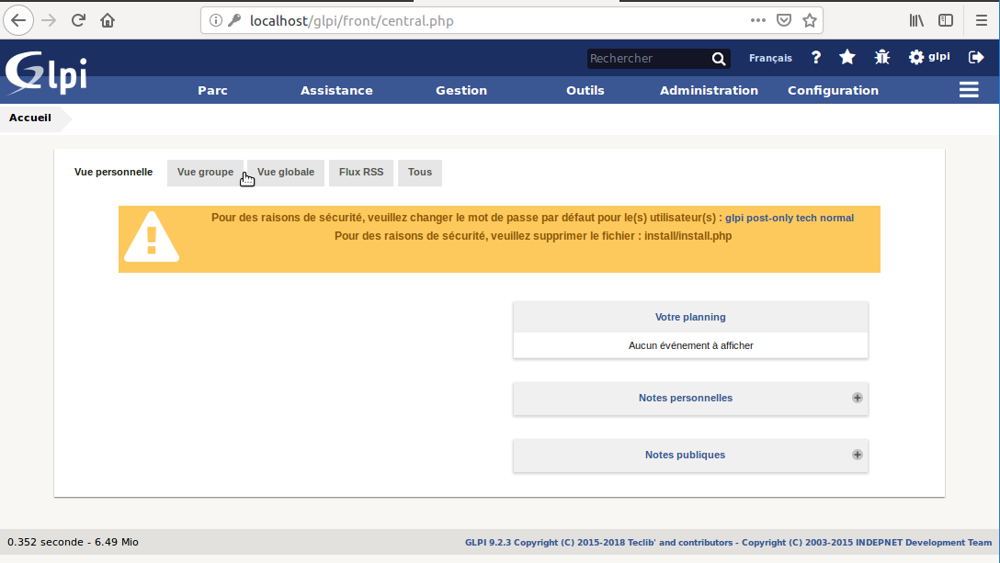 localhost/glpi/front/central.php
Glpi
Rechercher Français ? glpi
Parc Assistance Gestion Outils Administration Configuration
Accueil
Vue personnelle Vue groupe Vue globale Flux RSS Tous
Pour des raisons de sécurité, veuillez changer le mot de passe par défaut pour le(s) utilisateur(s) : glpi post-only tech normal
Pour des raisons de sécurité, veuillez supprimer le fichier : install/install.php
Votre planning
Aucun événement à afficher
Notes personnelles
Notes publiques
0.352 seconde - 6.49 Mio GLPI 9.2.3 Copyright (C) 2015-2018 Teclib' and contributors - Copyright (C) 2003-2015 INDEPNET Development Team